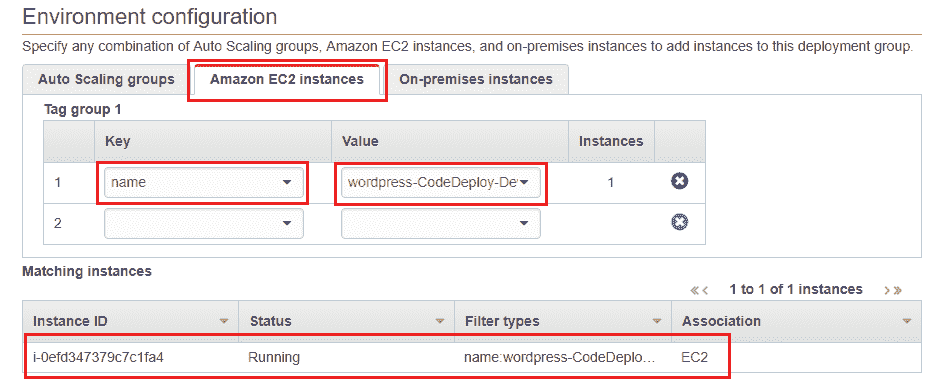 Environment configuration
Specify any combination of Auto Scaling groups, Amazon EC2 instances, and on-premises instances to add instances to this deployment group.
Auto Scaling groups Amazon EC2 instances On-premises instances
Tag group 1
Key Value Instances
1 name wordpress-CodeDeploy-De 1
2
Matching instances
«‹ 1 to 1 of 1 instances ›»
Instance ID Status Filter types Association
i-0efd347379c7c1fa4 Running name:wordpress-CodeDeplo... EC2